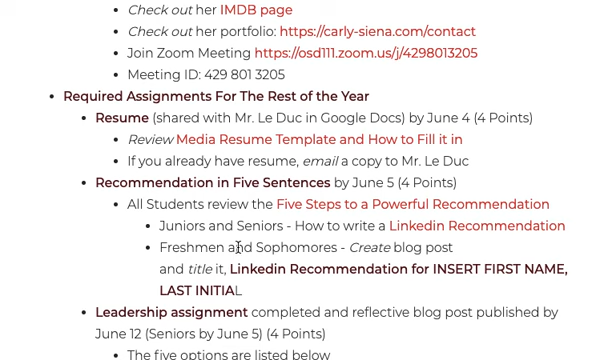 Check out her IMDB page
Check out her portfolio: https://carly-siena.com/contact
Join Zoom Meeting https://osd111.zoom.us/j/4298013205
Meeting ID: 429 801 3205
Required Assignments For The Rest of the Year
Resume (shared with Mr. Le Duc in Google Docs) by June 4 (4 Points)
Review Media Resume Template and How to Fill it in
If you already have resume, email a copy to Mr. Le Duc
Recommendation in Five Sentences by June 5 (4 Points)
All Students review the Five Steps to a Powerful Recommendation
Juniors and Seniors - How to write a Linkedin Recommendation
Freshmen and Sophomores - Create blog post
and title it, Linkedin Recommendation for INSERT FIRST NAME,
LAST INITIAL
Leadership assignment completed and reflective blog post published by
June 12 (Seniors by June 5) (4 Points)
The five options are listed below